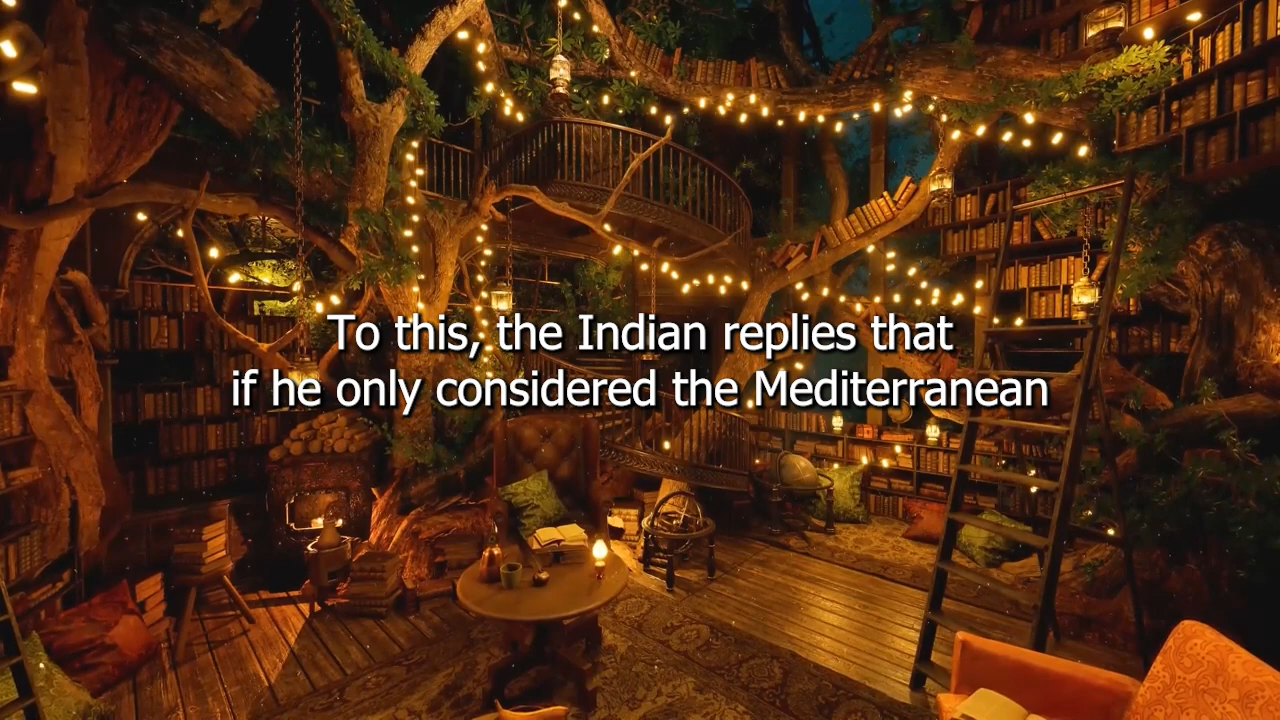 To this, the Indian replies that
if he only considered the Mediterranean